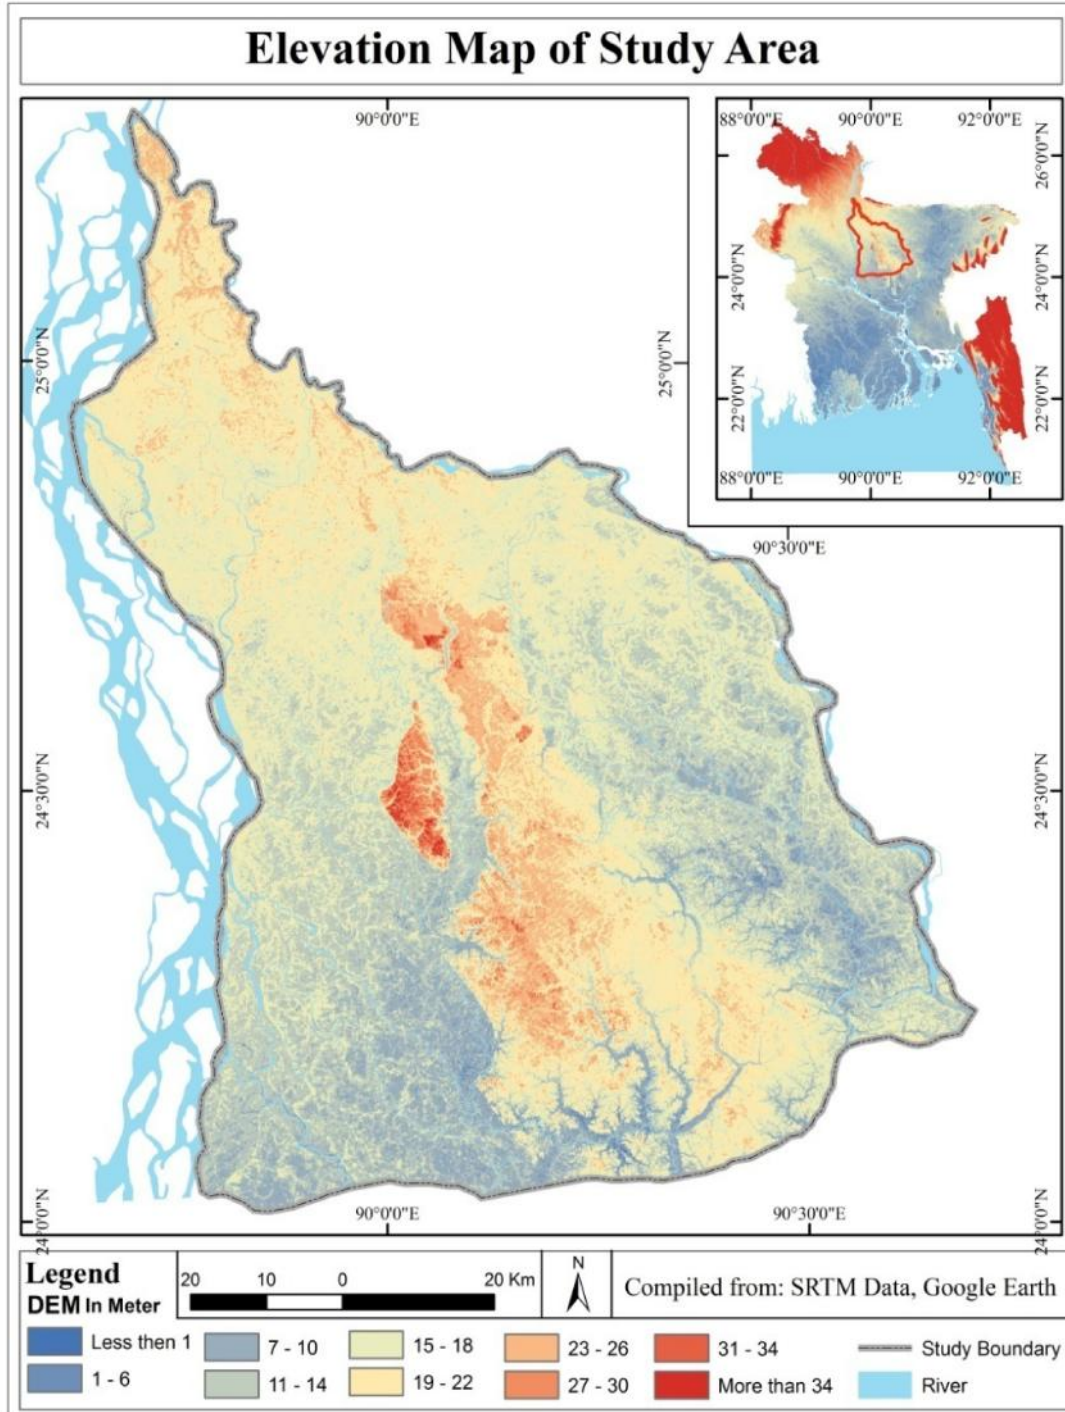 Elevation Map of Study Area
90°0'0"E
88°0'0"E 90°0'0"E 92°0'0"E
26°0'0"N
24°0'0"N 24°0'0"N
22°0'0"N 22°0'0"N
88°0'0"E 90°0'0"E 92°0'0"E
25°0'0"N 25°0'0"N
90°30'0"E
24°30'0"N 24°30'0"N
90°0'0"E 90°30'0"E
24°0'0"N 24°0'0"N
Legend
DEM In Meter
20 10 0 20 Km
N
Compiled from: SRTM Data, Google Earth
Less then 1 7 - 10 15 - 18 23 - 26 31 - 34 Study Boundary
1 - 6 11 - 14 19 - 22 27 - 30 More than 34 River